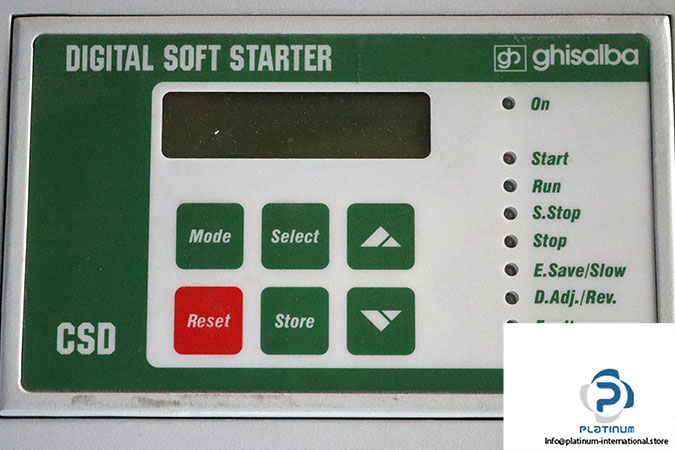 DIGITAL SOFT STARTER
gh ghisalba
On
Start
Run
S.Stop
Stop
E.Save/Slow
D.Adj./Rev.
Mode
Select
Reset
Store
CSD
PLATINUM
Info@platinum-international.store